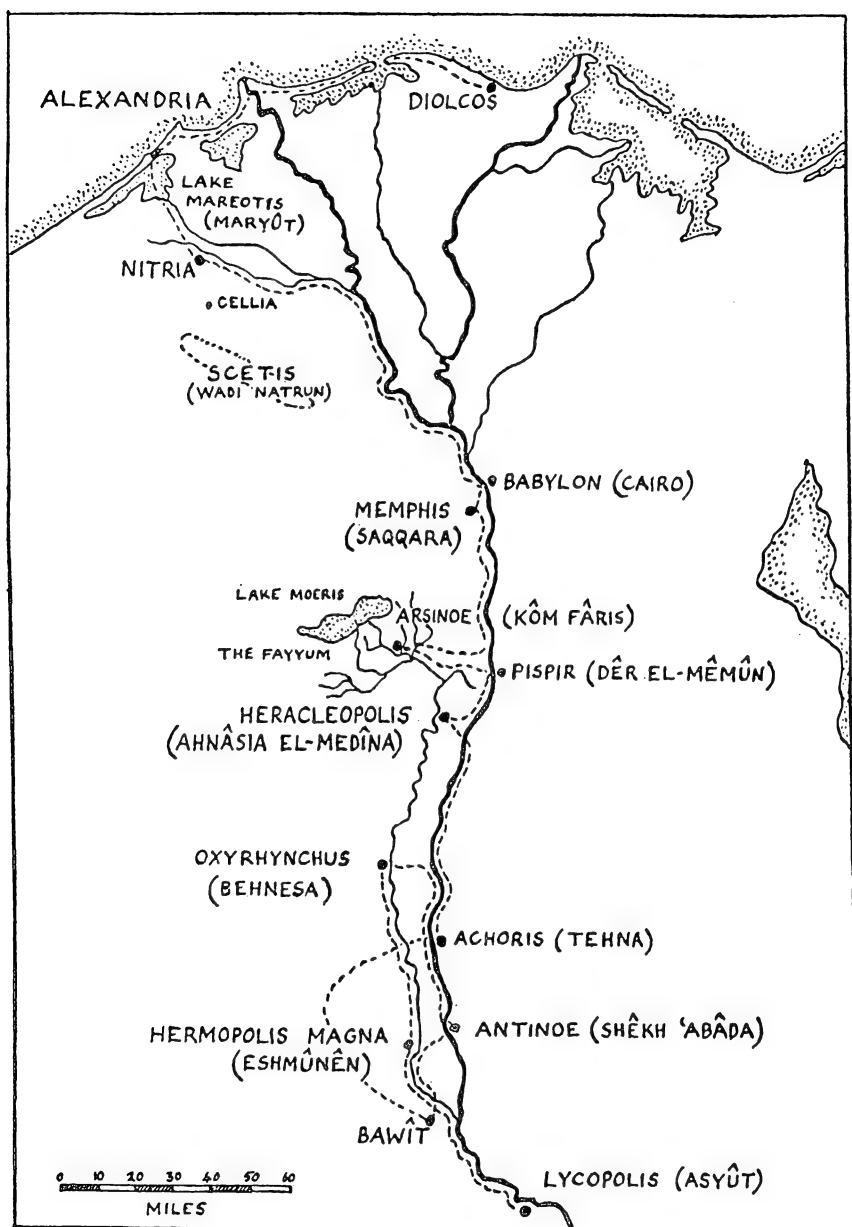 ALEXANDRIA
DIOLCOS
LAKE
MAREOTIS
(MARYÛT)
NITRIA
CELLIA
SCETIS
(WADI NATRUN)
BABYLON (CAIRO)
MEMPHIS
(SAQQARA)
LAKE MOERIS
ARSINOE (KÔM FÂRIS)
THE FAYYUM
PISPIR (DÊR EL-MÊMÛN)
HERACLEOPOLIS
(AHNÂSIA EL-MEDÎNA)
OXYRHYNCHUS
(BEHNESA)
ACHORIS (TEHNA)
HERMOPOLIS MAGNA
(ESHMÛNÊN)
ANTINOE (SHÊKH ‘ABÂDA)
BAWÎT
LYCOPOLIS (ASYÛT)
0 10 20 30 40 50 60
MILES